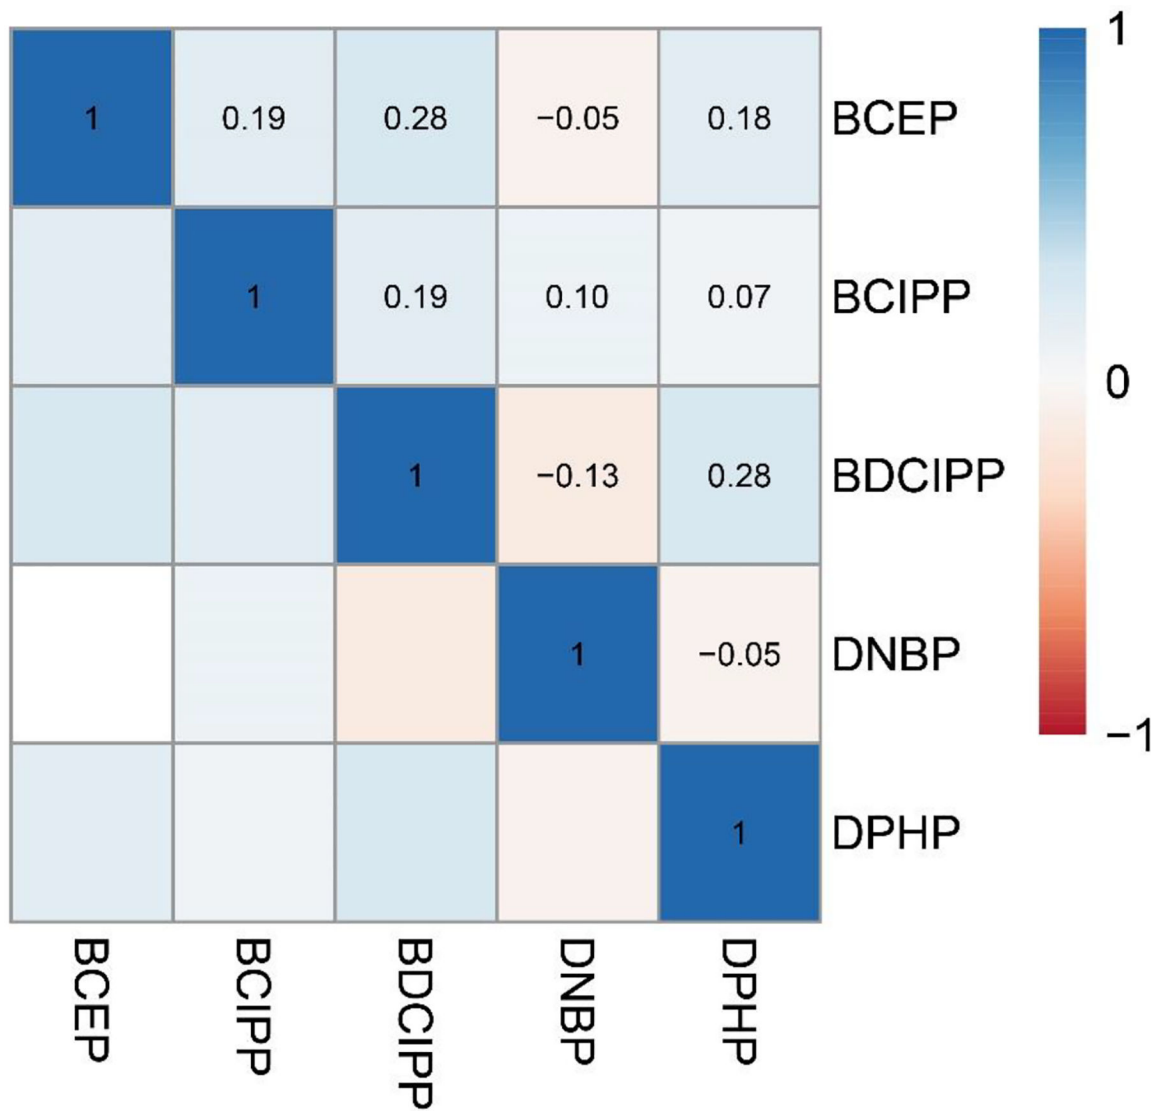 1 0.19 0.28 −0.05 0.18 BCEP
1 0.19 0.10 0.07 BCIPP
1 −0.13 0.28 BDCIPP
1 −0.05 DNBP
1 DPHP
BCEP BCIPP BDCIPP DNBP DPHP
1
0
−1